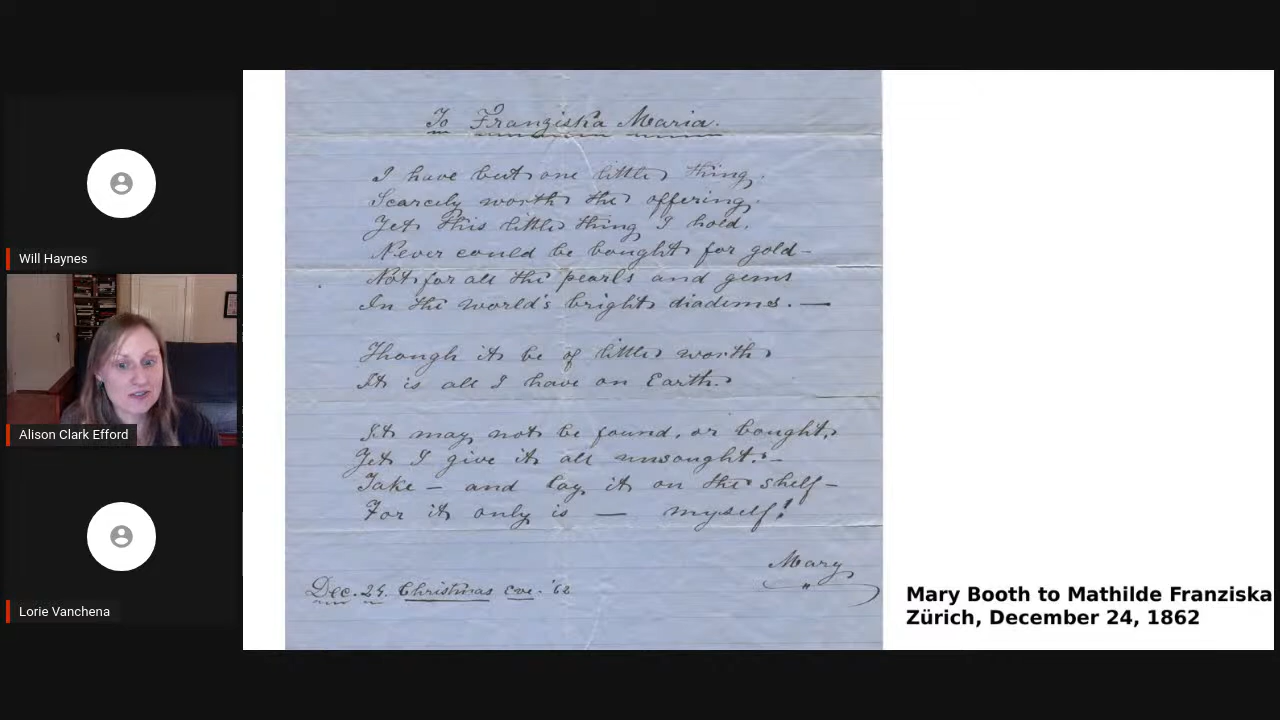 Will Haynes
Alison Clark Efford
Lorie Vanchena
To Franziska Maria.
I have but one little thing,
Scarcely worth the offering,
Yet this little thing I hold,
Never could be bought for gold—
Not for all the pearls and gems
In the world's bright diadems. —
Though it be of little worth
It is all I have on Earth.
It may not be found, or bought,
Yet I give it all unsought.—
Take — and lay it on the shelf—
For it only is — myself!
Mary
Dec. 24. Christmas eve. '62
Mary Booth to Mathilde Franziska
Zürich, December 24, 1862